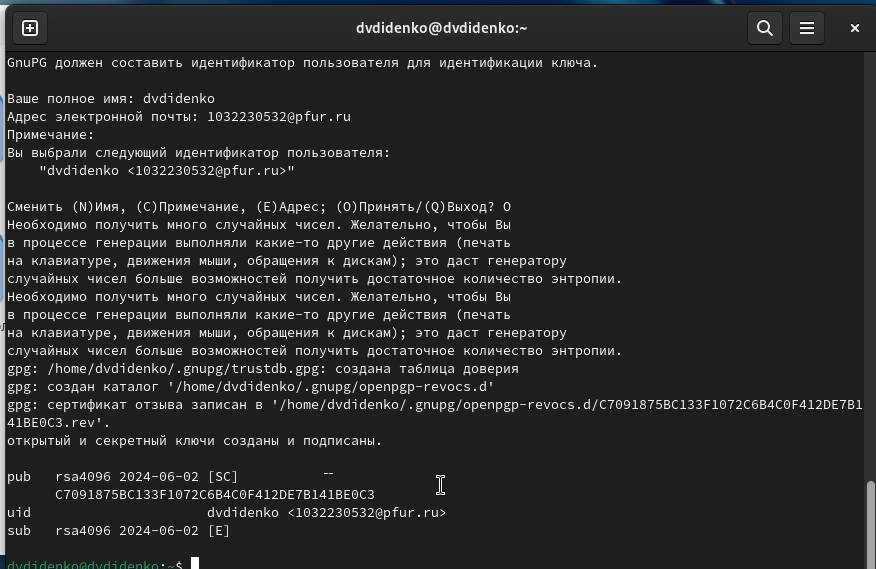 dvdidenko@dvdidenko:~
GnuPG должен составить идентификатор пользователя для идентификации ключа.
Ваше полное имя: dvdidenko
Адрес электронной почты: 1032230532@pfur.ru
Примечание:
Вы выбрали следующий идентификатор пользователя:
"dvdidenko <1032230532@pfur.ru>"
Сменить (N)Имя, (C)Примечание, (E)Адрес; (O)Принять/(Q)Выход? O
Необходимо получить много случайных чисел. Желательно, чтобы Вы
в процессе генерации выполняли какие-то другие действия (печать
на клавиатуре, движения мыши, обращения к дискам); это даст генератору
случайных чисел больше возможностей получить достаточное количество энтропии.
Необходимо получить много случайных чисел. Желательно, чтобы Вы
в процессе генерации выполняли какие-то другие действия (печать
на клавиатуре, движения мыши, обращения к дискам); это даст генератору
случайных чисел больше возможностей получить достаточное количество энтропии.
gpg: /home/dvdidenko/.gnupg/trustdb.gpg: создана таблица доверия
gpg: создан каталог '/home/dvdidenko/.gnupg/openpgp-revocs.d'
gpg: сертификат отзыва записан в '/home/dvdidenko/.gnupg/openpgp-revocs.d/C7091875BC133F1072C6B4C0F412DE7B1
41BE0C3.rev'.
открытый и секретный ключи созданы и подписаны.
pub   rsa4096 2024-06-02 [SC]
C7091875BC133F1072C6B4C0F412DE7B141BE0C3
uid                      dvdidenko <1032230532@pfur.ru>
sub   rsa4096 2024-06-02 [E]
dvdidenko@dvdidenko:~$